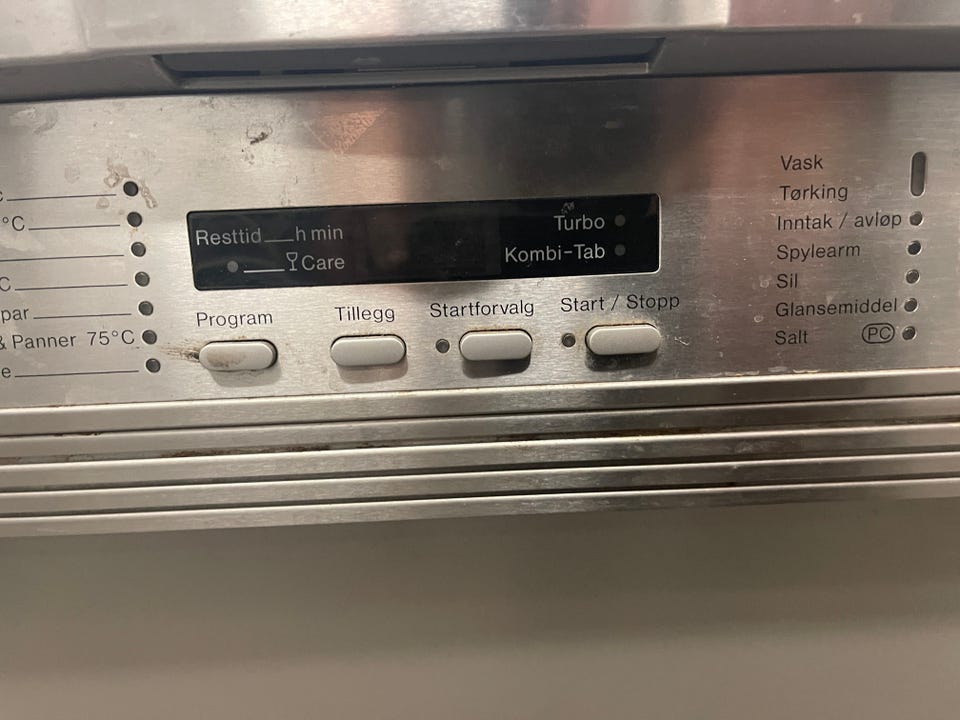 °C
C
par
& Panner 75°C
e
Resttid h min
Care
Turbo
Kombi-Tab
Program
Tillegg
Startforvalg
Start / Stopp
Vask
Tørking
Inntak / avløp
Spylearm
Sil
Glansemiddel
Salt PC